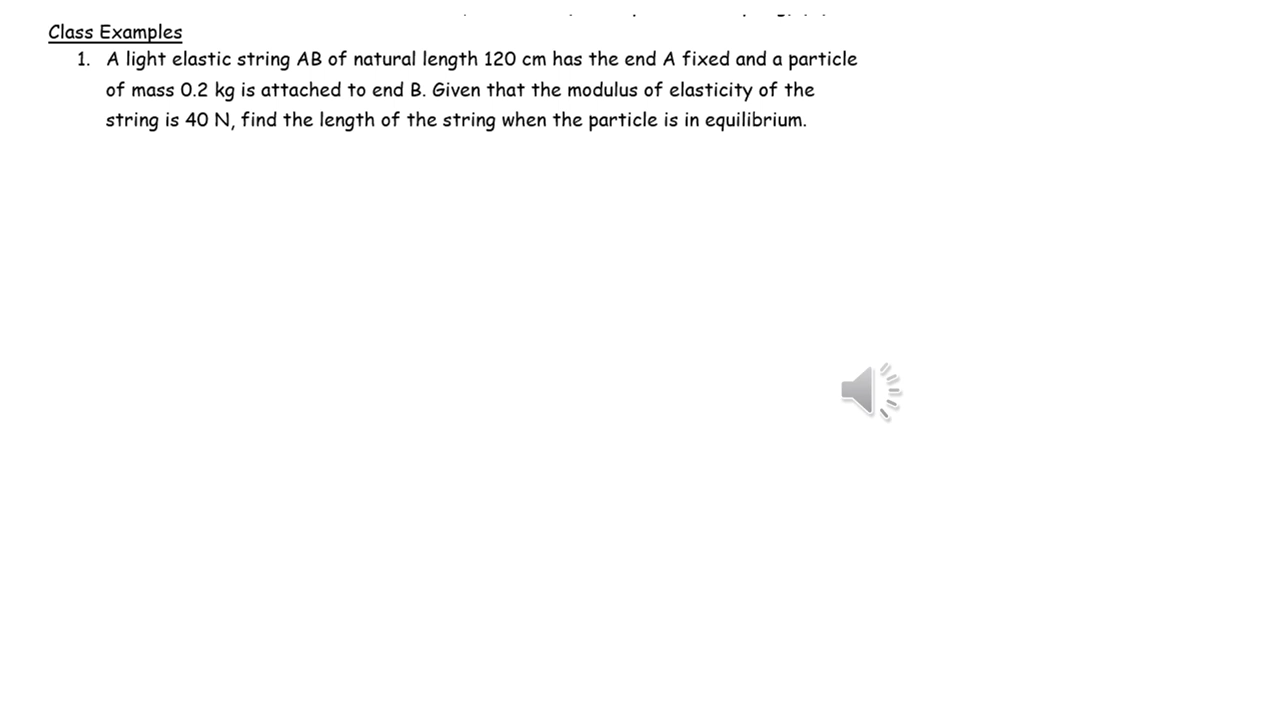 Class Examples
1. A light elastic string AB of natural length 120 cm has the end A fixed and a particle
of mass 0.2 kg is attached to end B. Given that the modulus of elasticity of the
string is 40 N, find the length of the string when the particle is in equilibrium.